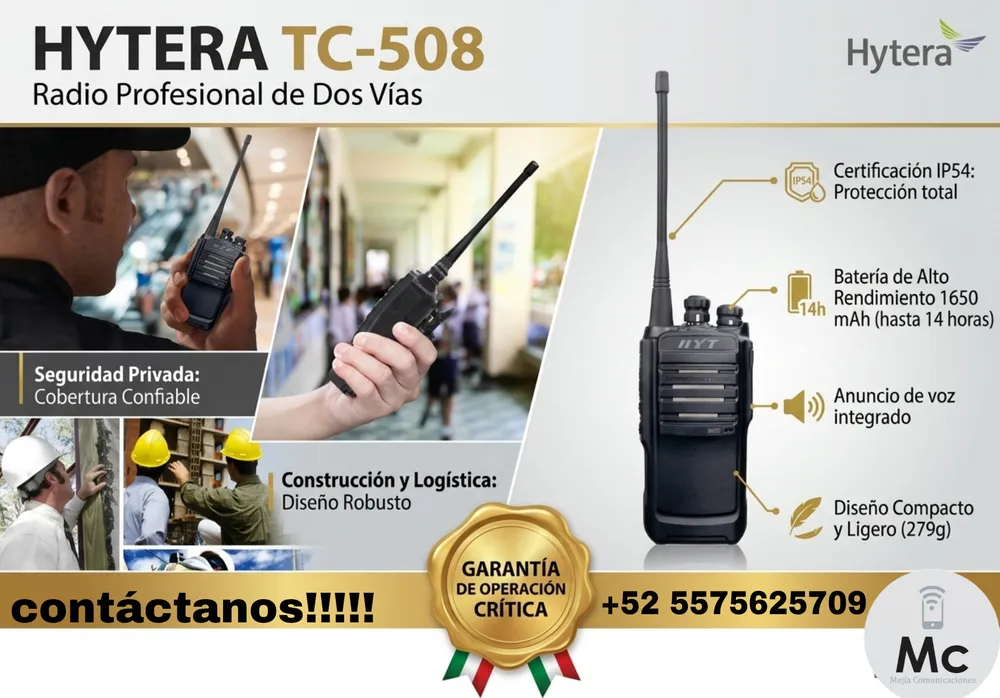 HYTERA TC-508
Radio Profesional de Dos Vías
Hytera
Certificación IP54:
Protección total
IP54
Batería de Alto
Rendimiento 1650
mAh (hasta 14 horas)
14h
HYT
HYT
Anuncio de voz
integrado
Diseño Compacto
y Ligero (279g)
Seguridad Privada:
Cobertura Confiable
Construcción y Logística:
Diseño Robusto
GARANTÍA
DE OPERACIÓN
CRÍTICA
contáctanos!!!!!
+52 5575625709
Mc
Mejía Comunicaciones